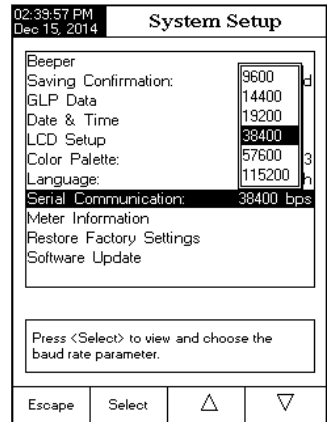 02:39:57 PM
Dec 15, 2014
System Setup
Beeper
Saving Confirmation: d
GLP Data
Date & Time
LCD Setup
Color Palette: 3
Language: h
Serial Communication: 38400 bps
Meter Information
Restore Factory Settings
Software Update
9600
14400
19200
38400
57600
115200
Press <Select> to view and choose the
baud rate parameter.
Escape Select